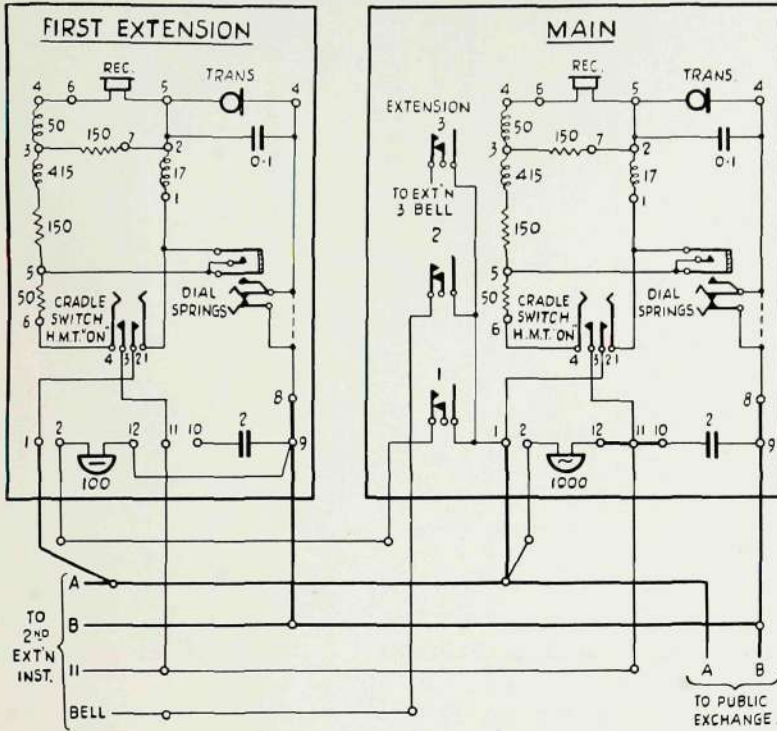 FIRST EXTENSION
REC.
TRANS
4 6 5 4
50
150 7
3 2
0·1
415 17
1
150
5
50
CRADLE
SWITCH
H.M.T."ON"
DIAL
SPRINGS
6
4 3 2 1
8
1 2 12 11 10 2 9
100
MAIN
REC.
TRANS.
4 6 5 4
EXTENSION
3
50
150 7
3 2
0·1
415 17
1
TO EXT'N
3 BELL
150
2
5
50
CRADLE
SWITCH
H.M.T."ON"
DIAL
SPRINGS
6
4 3 2 1
1
8
1 2 12 11 10 2 9
1000
TO
2ND
EXT'N
INST.
A
B
11
BELL
A B
TO PUBLIC
EXCHANGE